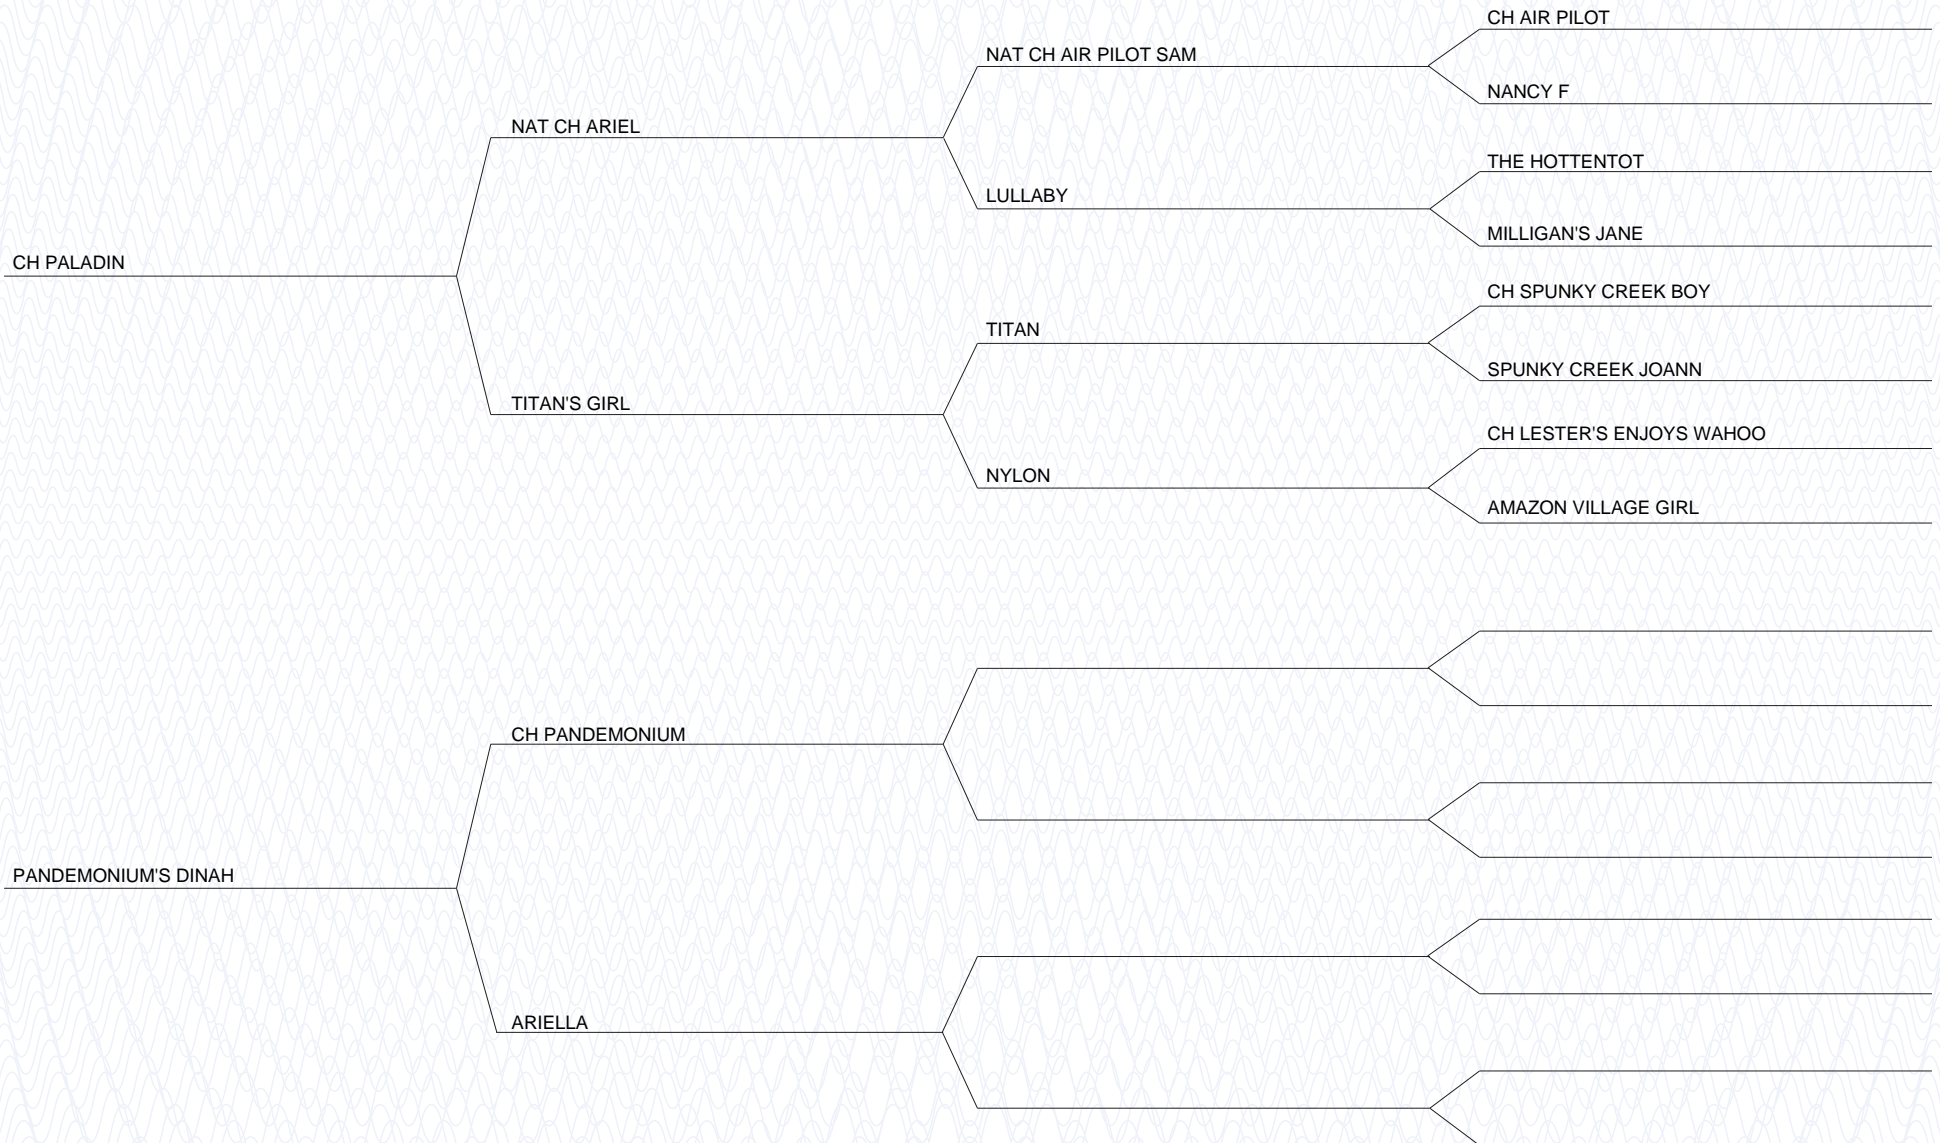 CH AIR PILOT
NAT CH AIR PILOT SAM
NANCY F
NAT CH ARIEL
THE HOTTENTOT
LULLABY
MILLIGAN'S JANE
CH PALADIN
CH SPUNKY CREEK BOY
TITAN
SPUNKY CREEK JOANN
TITAN'S GIRL
CH LESTER'S ENJOYS WAHOO
NYLON
AMAZON VILLAGE GIRL
CH PANDEMONIUM
PANDEMONIUM'S DINAH
ARIELLA